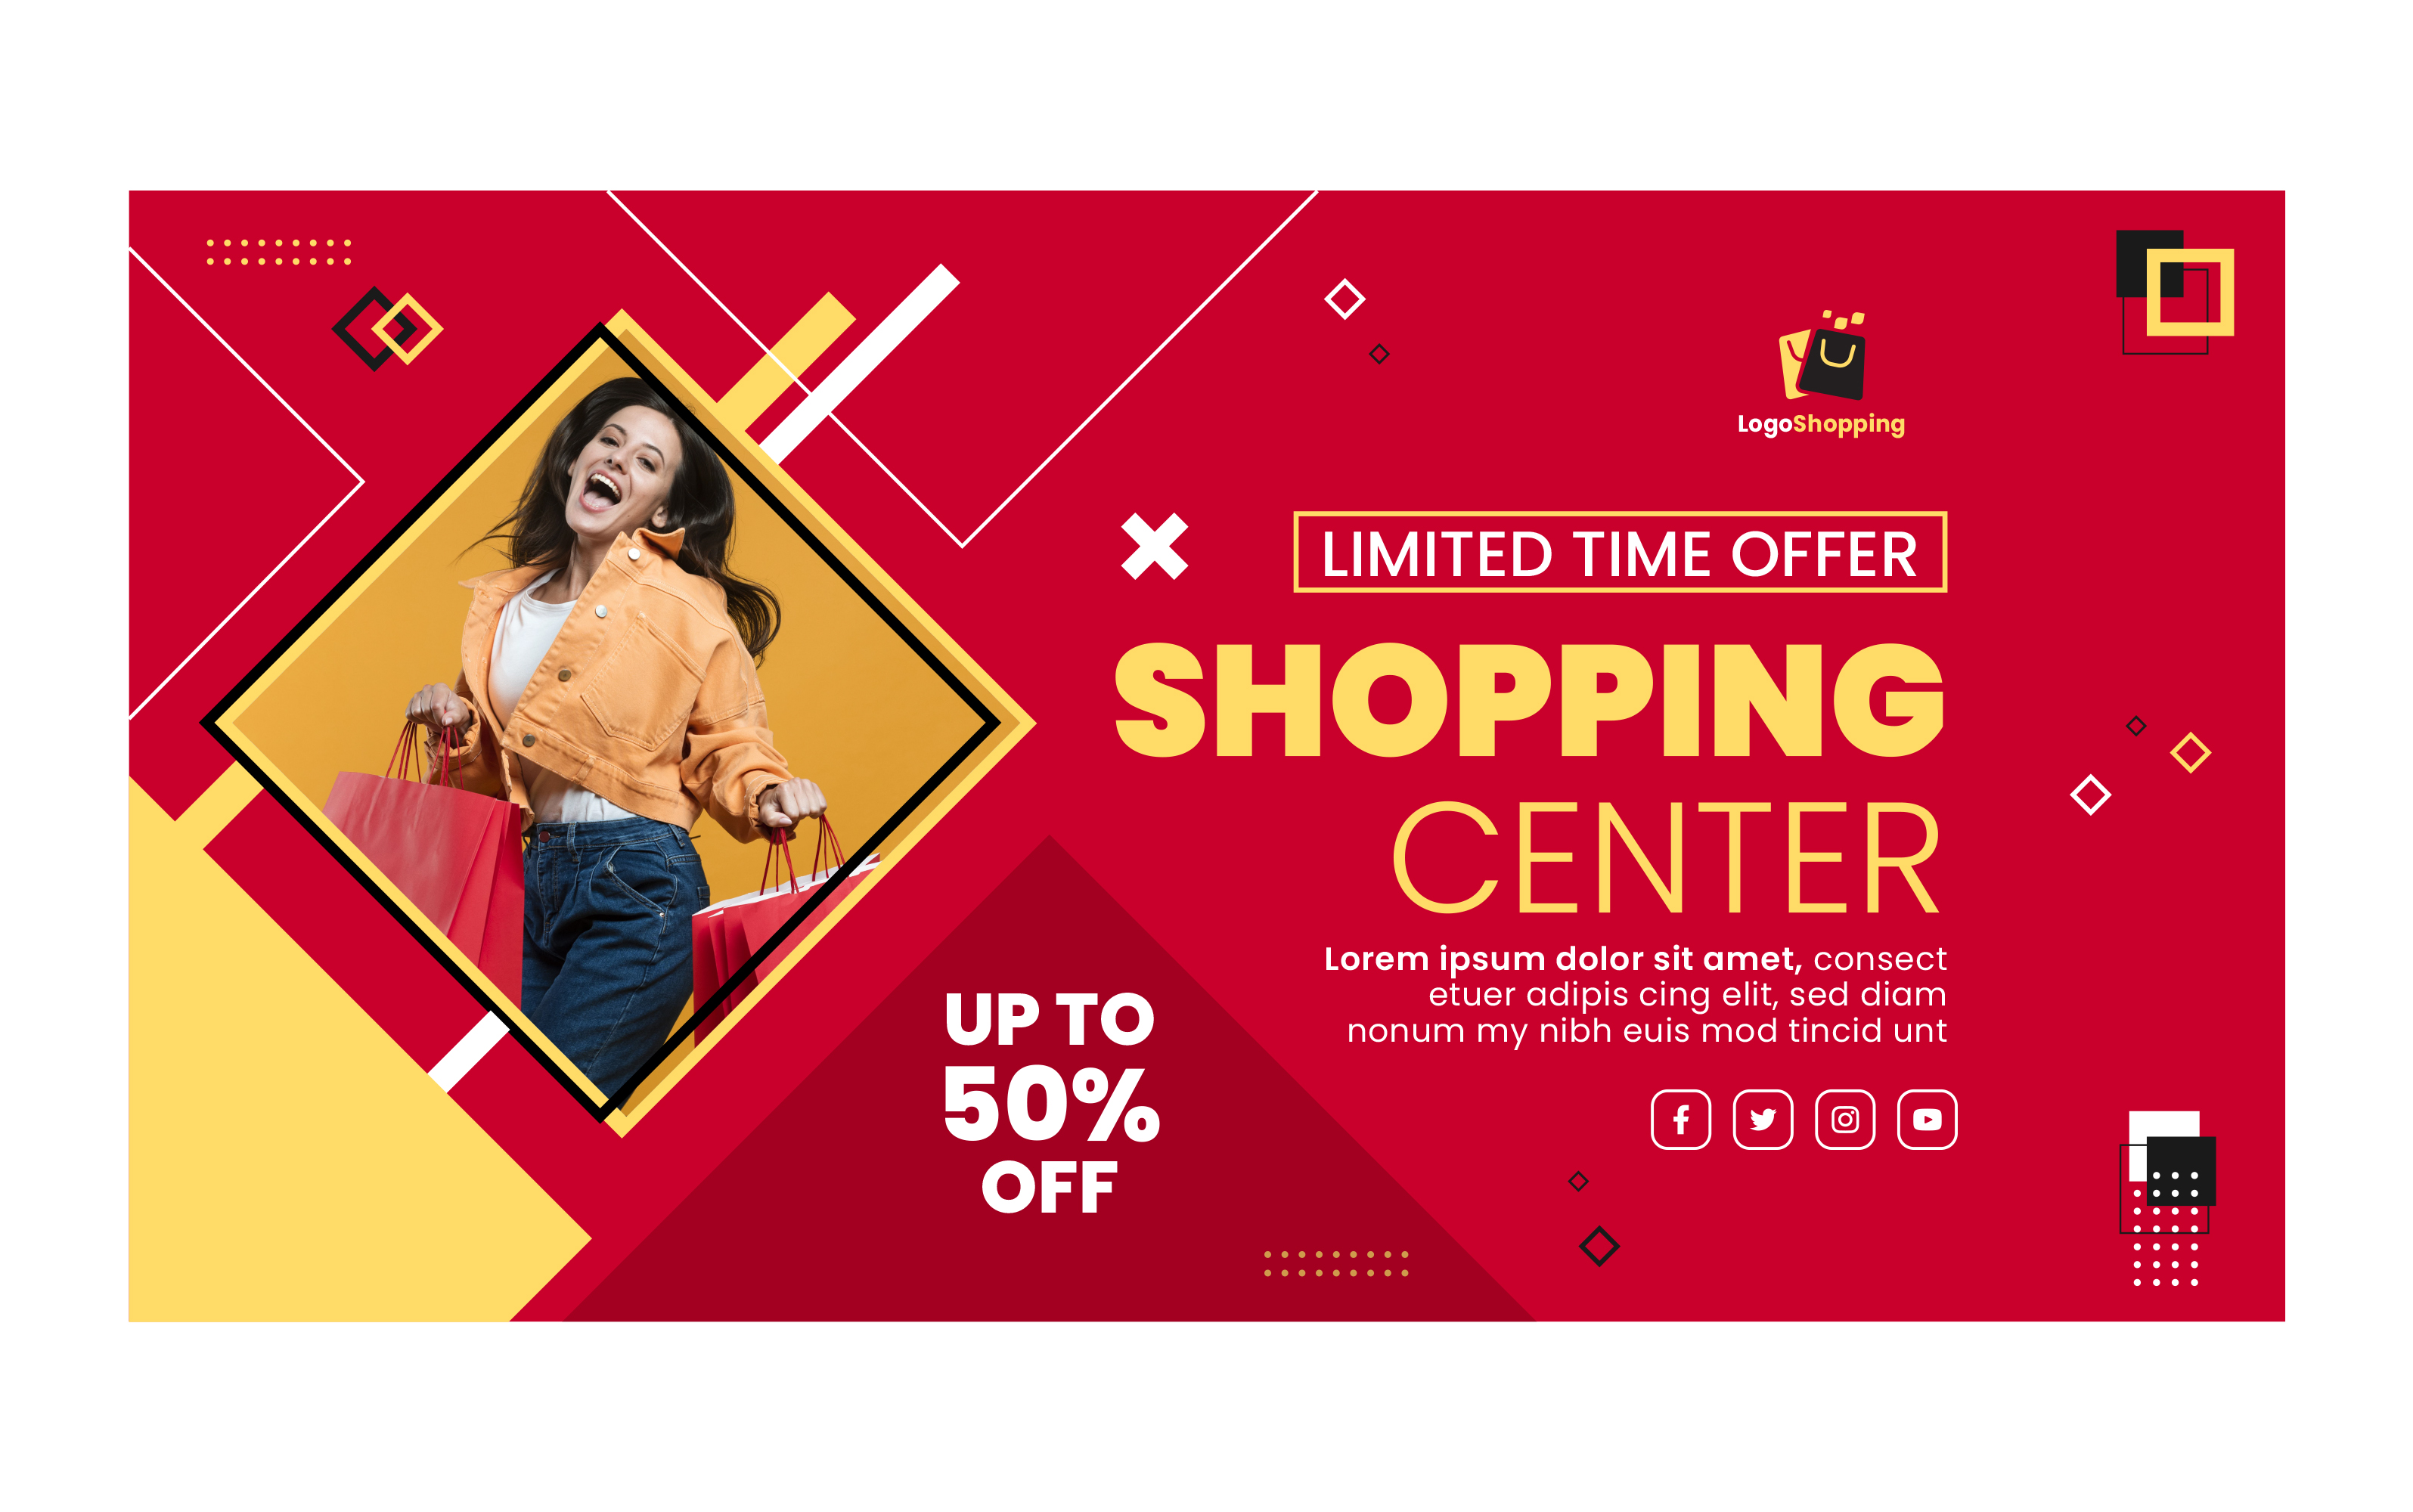 LogoShopping
LIMITED TIME OFFER
SHOPPING
CENTER
Lorem ipsum dolor sit amet, consect
etuer adipis cing elit, sed diam
nonum my nibh euis mod tincid unt
UP TO
50%
OFF